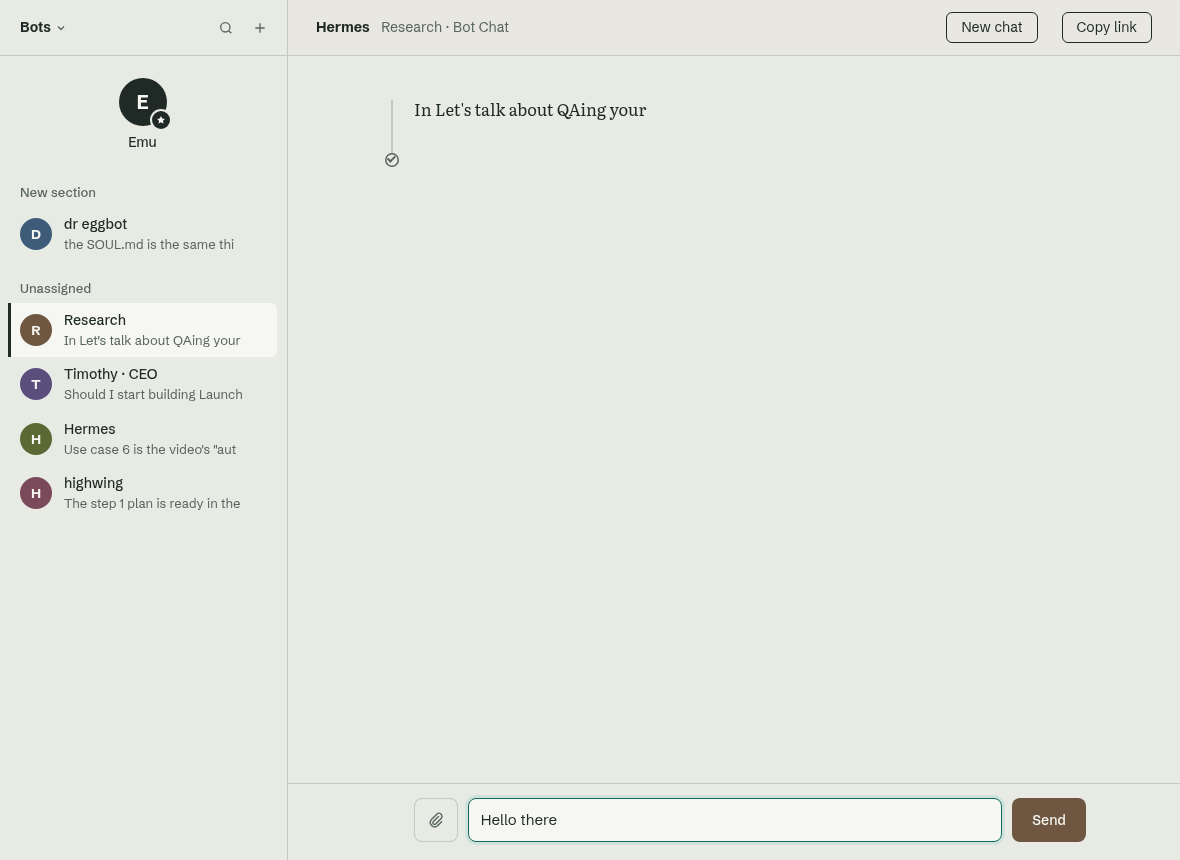 Bots
E
Emu
New section
D
dr eggbot
the SOUL.md is the same thi
Unassigned
R
Research
In Let's talk about QAing your
T
Timothy · CEO
Should I start building Launch
H
Hermes
Use case 6 is the video's "aut
H
highwing
The step 1 plan is ready in the
Hermes Research · Bot Chat
New chat
Copy link
In Let's talk about QAing your
Hello there
Send